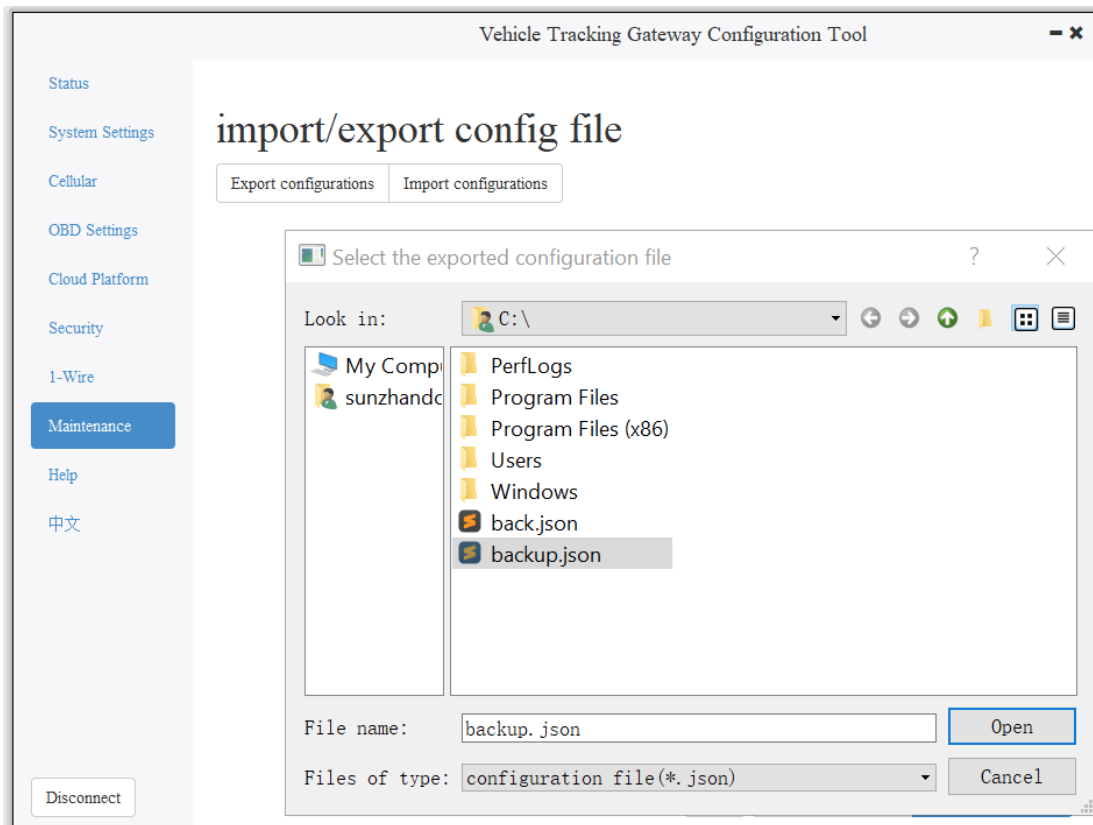 Vehicle Tracking Gateway Configuration Tool
Status
System Settings
Cellular
OBD Settings
Cloud Platform
Security
1-Wire
Maintenance
Help
中文
Disconnect
import/export config file
Export configurations
Import configurations
Select the exported configuration file
Look in:
C:\
My Compu
sunzhandc
PerfLogs
Program Files
Program Files (x86)
Users
Windows
back.json
backup.json
File name:
backup.json
Open
Files of type:
configuration file(*.json)
Cancel